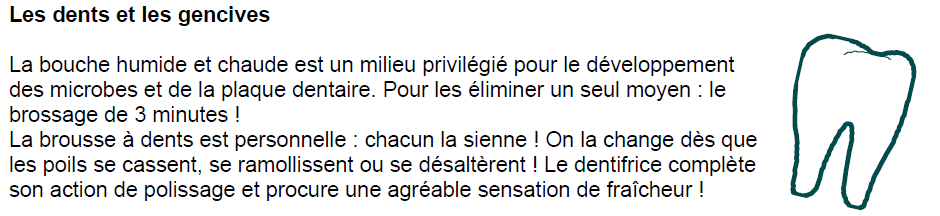 Les dents et les gencives
La bouche humide et chaude est un milieu privilégié pour le développement
des microbes et de la plaque dentaire. Pour les éliminer un seul moyen : le
brossage de 3 minutes !
La brousse à dents est personnelle : chacun la sienne ! On la change dès que
les poils se cassent, se ramollissent ou se désaltèrent ! Le dentifrice complète
son action de polissage et procure une agréable sensation de fraîcheur !